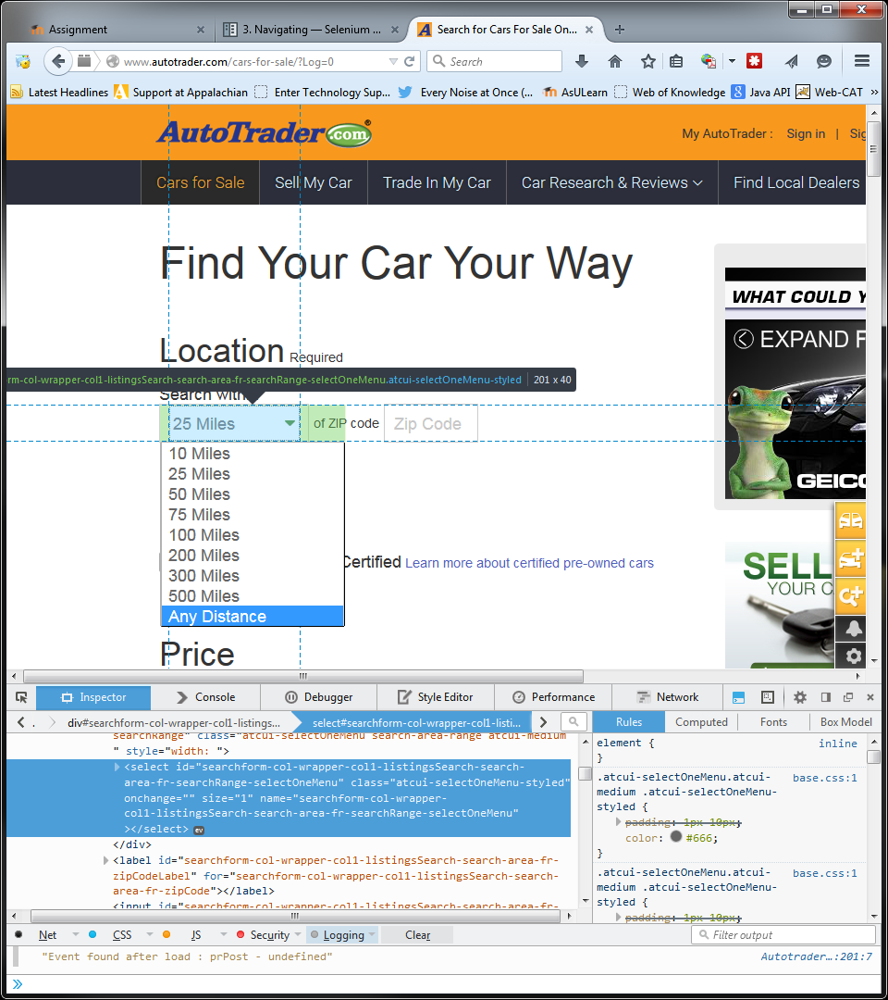 Assignment
3. Navigating — Selenium ...
Search for Cars For Sale On...
www.autotrader.com/cars-for-sale/?Log=0
Search
Latest Headlines
Support at Appalachian
Enter Technology Sup...
Every Noise at Once (...
AsULearn
Web of Knowledge
Java API
Web-CAT
AutoTrader.com
My AutoTrader : Sign in | Sig
Cars for Sale
Sell My Car
Trade In My Car
Car Research & Reviews
Find Local Dealers
Find Your Car Your Way
WHAT COULD Y
EXPAND F
Location Required
rm-col-wrapper-col1-listingsSearch-search-area-fr-searchRange-selectOneMenu.atcui-selectOneMenu-styled | 201 x 40
Search with
25 Miles of ZIP code Zip Code
10 Miles
25 Miles
50 Miles
75 Miles
100 Miles
200 Miles
300 Miles
500 Miles
Any Distance
GEICO
Certified Learn more about certified pre-owned cars
SELL
YOUR C
Price
Inspector
Console
Debugger
Style Editor
Performance
Network
. div#searchform-col-wrapper-col1-listings...
select#searchform-col-wrapper-col1-listi...
Rules
Computed
Fonts
Box Model
searchRange" class="atcui-selectOneMenu search-area-range atcui-medium
" style="width: ">
<select id="searchform-col-wrapper-col1-listingsSearch-search-
area-fr-searchRange-selectOneMenu" class="atcui-selectOneMenu-styled"
onchange="" size="1" name="searchform-col-wrapper-
col1-listingsSearch-search-area-fr-searchRange-selectOneMenu"
></select> ev
</div>
<label id="searchform-col-wrapper-col1-listingsSearch-search-area-fr-
zipCodeLabel" for="searchform-col-wrapper-col1-listingsSearch-search-
area-fr-zipCode"></label>
<input id="searchform-col-wrapper-col1-listingsSearch-search-area-fr-
element { inline
}
.atcui-selectOneMenu.atcui- base.css:1
medium .atcui-selectOneMenu-
styled {
padding: 1px 10px;
color: #666;
}
.atcui-selectOneMenu.atcui- base.css:1
medium .atcui-selectOneMenu-
styled {
padding: 1px 10px;
Net
CSS
JS
Security
Logging
Clear
Filter output
"Event found after load : prPost - undefined" Autotrader…:201:7